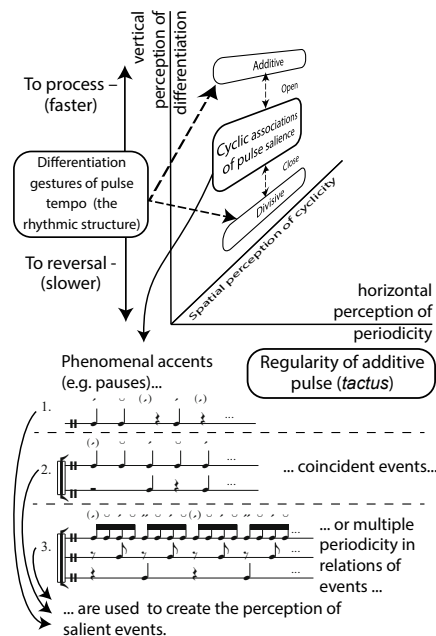 vertical
perception of
differentiation
To process –
(faster)
Additive
Open
Cyclic associations
of pulse salience
Close
Divisive
Spatial perception of cyclicity
Differentiation
gestures of pulse
tempo (the
rhythmic structure)
To reversal -
(slower)
horizontal
perception of
periodicity
Phenomenal accents
(e.g. pauses)...
Regularity of additive
pulse (tactus)
1.
...
2.
...
... coincident events...
3.
...
... or multiple
periodicity in
relations of
events ...
... are used to create the perception of
salient events.